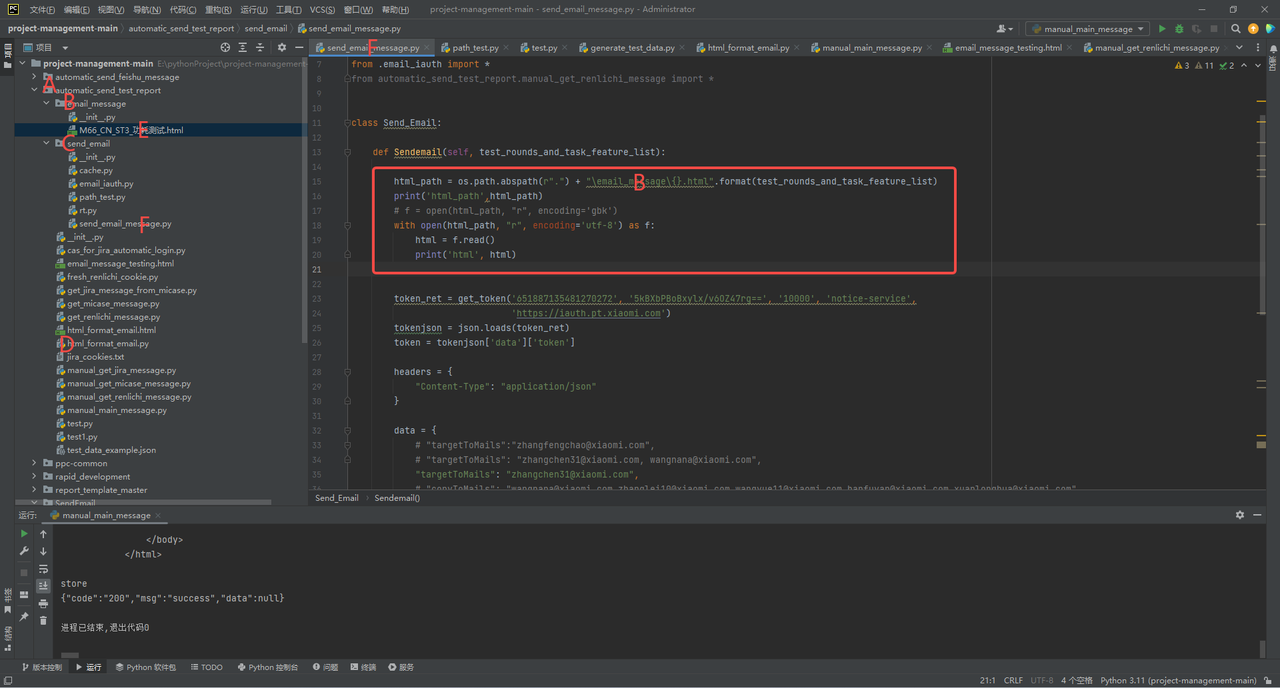 文件(F) 编辑(E) 视图(V) 导航(N) 代码(C) 重构(R) 运行(U) 工具(T) VCS(S) 窗口(W) 帮助(H) project-management-main - send_email_message.py - Administrator
project-management-main automatic_send_test_report send_email send_email_message.py
manual_main_message
项目
send_email_message.py path_test.py test.py generate_test_data.py html_format_email.py manual_main_message.py email_message_testing.html manual_get_renlichi_message.py
project-management-main E:\pythonProject\project-management-
automatic_send_feishu_message
A
automatic_send_test_report
B email_message
__init__.py
M66_CN_ST3_功耗测试.html
E
C send_email
__init__.py
cache.py
email_iauth.py
path_test.py
rt.py
send_email_message.py
F
__init__.py
cas_for_jira_automatic_login.py
email_message_testing.html
fresh_renlichi_cookie.py
get_jira_message_from_micase.py
get_micase_message.py
get_renlichi_message.py
html_format_email.html
D html_format_email.py
jira_cookies.txt
manual_get_jira_message.py
manual_get_micase_message.py
manual_get_renlichi_message.py
manual_main_message.py
test.py
test1.py
test_data_example.json
ppc-common
rapid_development
report_template_master
SendEmail
F
3 11 2
7 from .email_iauth import *
8 from automatic_send_test_report.manual_get_renlichi_message import *
9
10
11 class Send_Email:
12
13 def Sendemail(self, test_rounds_and_task_feature_list):
14
15 html_path = os.path.abspath(r".") + "\email_message\{}.html".format(test_rounds_and_task_feature_list)
B
16 print('html_path',html_path)
17 # f = open(html_path, "r", encoding='gbk')
18 with open(html_path, "r", encoding='utf-8') as f:
19 html = f.read()
20 print('html', html)
21
22
23 token_ret = get_token('651887135481270272', '5kBXbPBoBxylx/v6OZ47rg==', '10000', 'notice-service',
24 'https://iauth.pt.xiaomi.com')
25 tokenjson = json.loads(token_ret)
26 token = tokenjson['data']['token']
27
28 headers = {
29 "Content-Type": "application/json"
30 }
31
32 data = {
33 # "targetToMails":"zhangfengchao@xiaomi.com",
34 # "targetToMails": "zhangchen31@xiaomi.com, wangnana@xiaomi.com",
35 "targetToMails": "zhangchen31@xiaomi.com",
Send_Email Sendemail()
运行: manual_main_message
</body>
</html>
store
{"code":"200","msg":"success","data":null}
进程已结束,退出代码0
书签
结构
版本控制 运行 Python 软件包 TODO Python 控制台 问题 终端 服务
21:1 CRLF UTF-8 4 个空格 Python 3.11 (project-management-main)